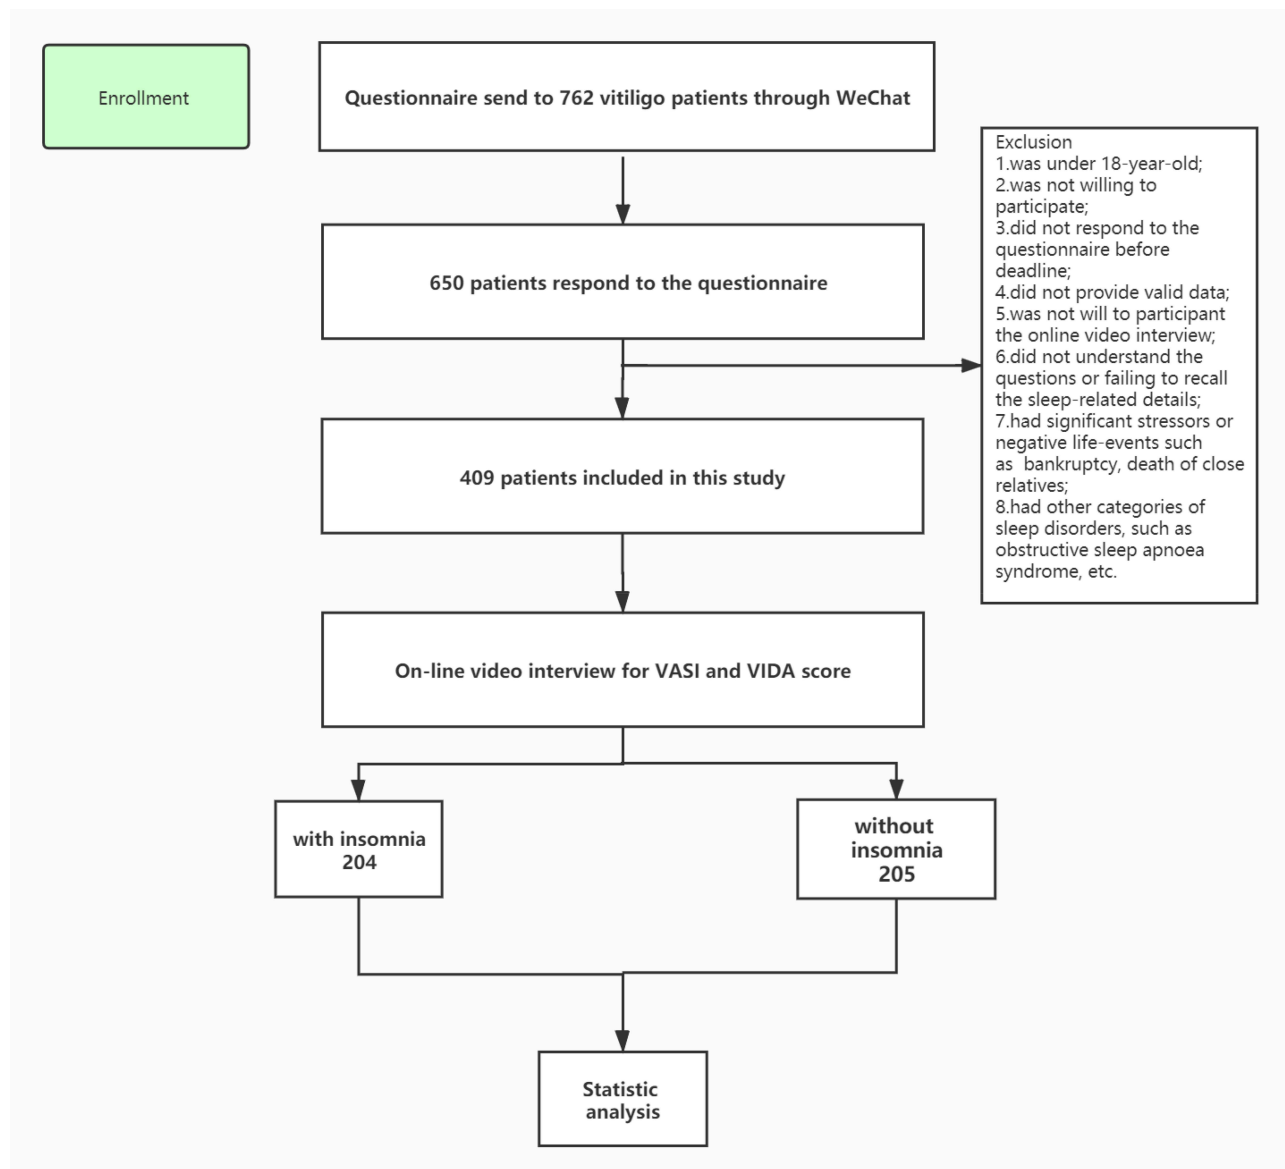 Enrollment
Questionnaire send to 762 vitiligo patients through WeChat
Exclusion
1.was under 18-year-old;
2.was not willing to
participate;
3.did not respond to the
questionnaire before
deadline;
4.did not provide valid data;
5.was not will to participant
the online video interview;
6.did not understand the
questions or failing to recall
the sleep-related details;
7.had significant stressors or
negative life-events such
as  bankruptcy, death of close
relatives;
8.had other categories of
sleep disorders, such as
obstructive sleep apnoea
syndrome, etc.
650 patients respond to the questionnaire
409 patients included in this study
On-line video interview for VASI and VIDA score
with insomnia
204
without
insomnia
205
Statistic
analysis